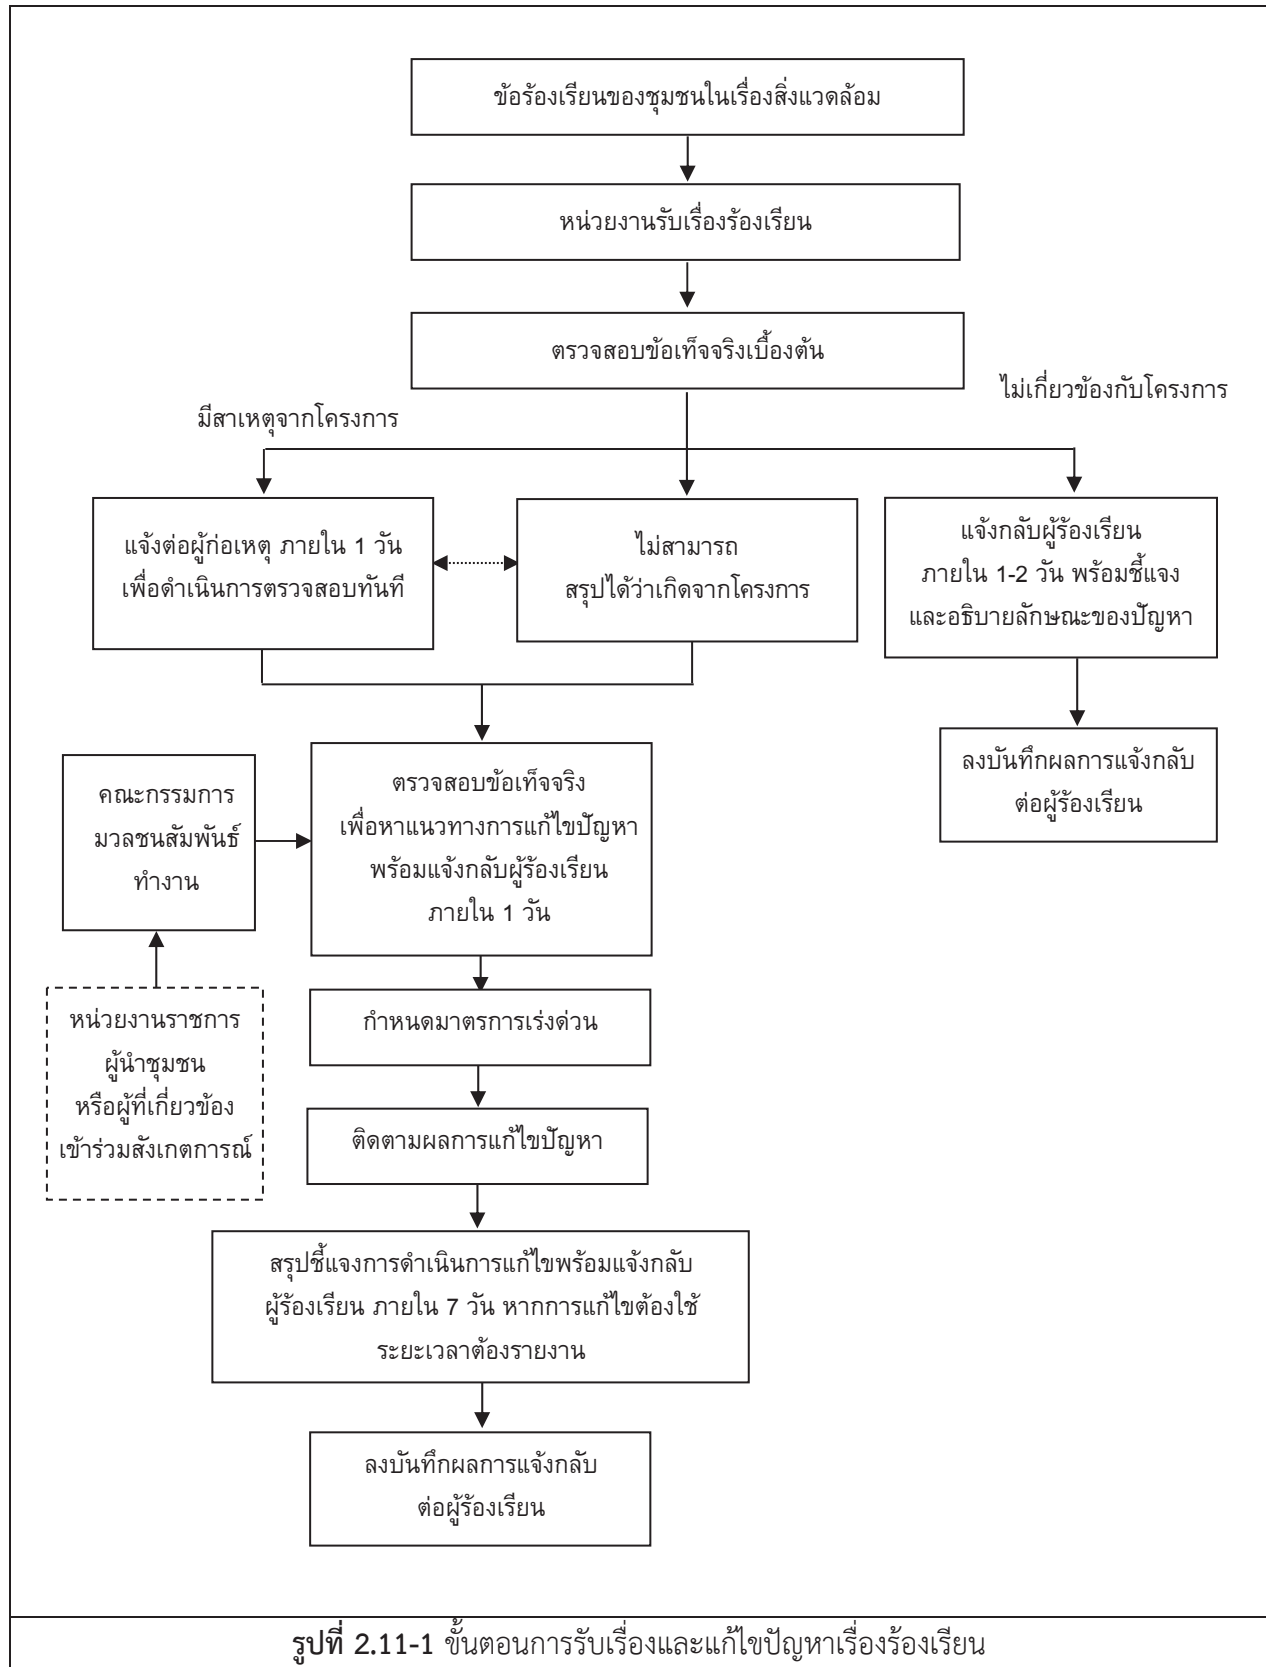 ข้อร้องเรียนของชุมชนในเรื่องสิ่งแวดล้อม
หน่วยงานรับเรื่องร้องเรียน
ตรวจสอบข้อเท็จจริงเบื้องต้น
ไม่เกี่ยวข้องกับโครงการ
มีสาเหตุจากโครงการ
แจ้งต่อผู้ก่อเหตุ ภายใน 1 วัน
เพื่อดำเนินการตรวจสอบทันที
ไม่สามารถ
สรุปได้ว่าเกิดจากโครงการ
แจ้งกลับผู้ร้องเรียน
ภายใน 1-2 วัน พร้อมชี้แจง
และอธิบายลักษณะของปัญหา
ลงบันทึกผลการแจ้งกลับ
ต่อผู้ร้องเรียน
คณะกรรมการ
มวลชนสัมพันธ์
ทำงาน
ตรวจสอบข้อเท็จจริง
เพื่อหาแนวทางการแก้ไขปัญหา
พร้อมแจ้งกลับผู้ร้องเรียน
ภายใน 1 วัน
หน่วยงานราชการ
ผู้นำชุมชน
หรือผู้ที่เกี่ยวข้อง
เข้าร่วมสังเกตการณ์
กำหนดมาตรการเร่งด่วน
ติดตามผลการแก้ไขปัญหา
สรุปชี้แจงการดำเนินการแก้ไขพร้อมแจ้งกลับ
ผู้ร้องเรียน ภายใน 7 วัน หากการแก้ไขต้องใช้
ระยะเวลาต้องรายงาน
ลงบันทึกผลการแจ้งกลับ
ต่อผู้ร้องเรียน
รูปที่ 2.11-1 ขั้นตอนการรับเรื่องและแก้ไขปัญหาเรื่องร้องเรียน